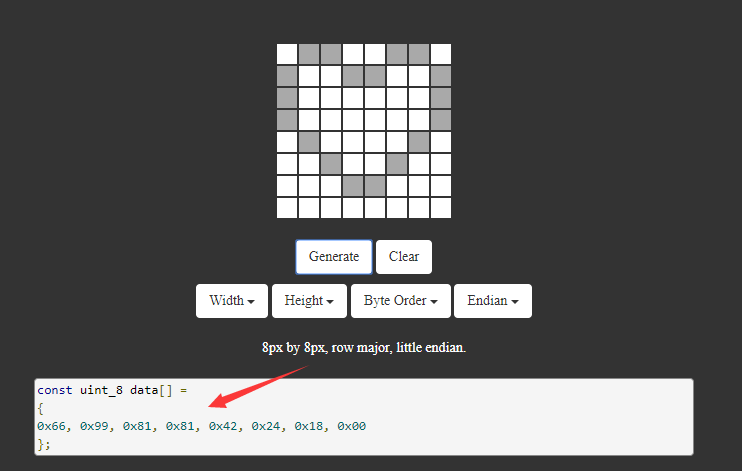 Generate Clear
Width Height Byte Order Endian
8px by 8px, row major, little endian.
const uint_8 data[] =
{
0x66, 0x99, 0x81, 0x81, 0x42, 0x24, 0x18, 0x00
};